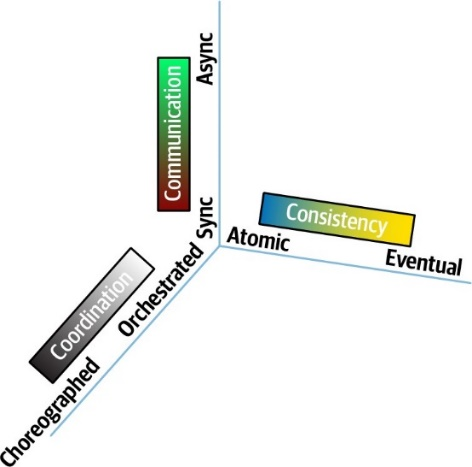 Async
Communication
Sync
Consistency
Atomic
Eventual
Orchestrated
Coordination
Choreographed